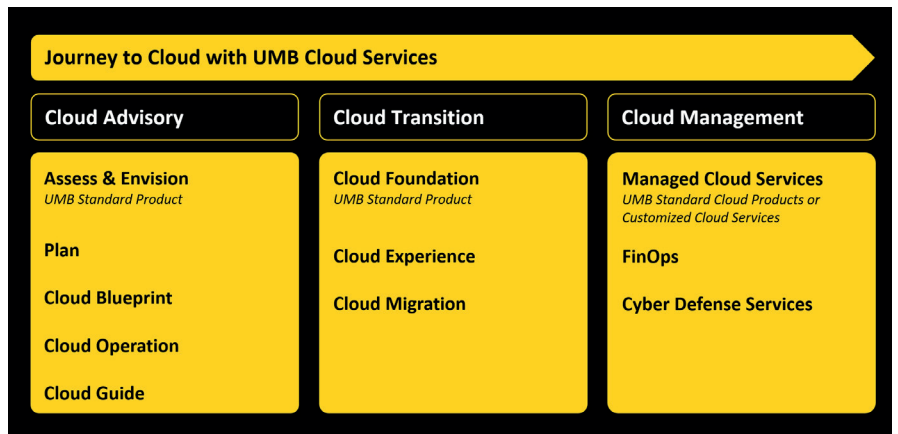 Journey to Cloud with UMB Cloud Services
Cloud Advisory
Assess & Envision
UMB Standard Product
Plan
Cloud Blueprint
Cloud Operation
Cloud Guide
Cloud Transition
Cloud Foundation
UMB Standard Product
Cloud Experience
Cloud Migration
Cloud Management
Managed Cloud Services
UMB Standard Cloud Products or
Customized Cloud Services
FinOps
Cyber Defense Services